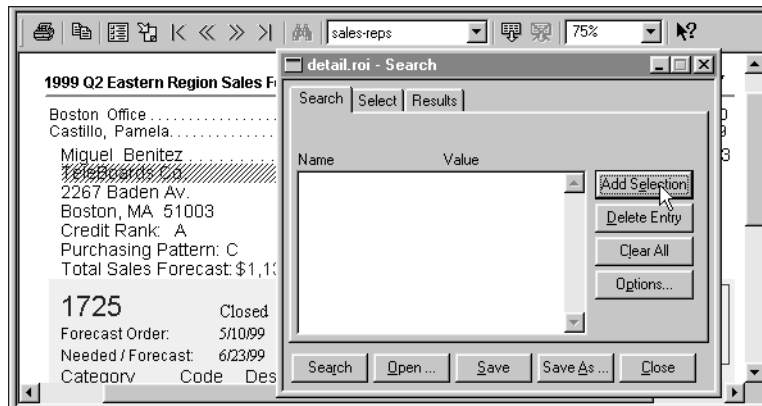 sales-reps 75%
detail.roi - Search
1999 Q2 Eastern Region Sales F
Search Select Results
Boston Office
Castillo, Pamela
Miguel Benitez
TeleBoards Co.
2267 Baden Av.
Boston, MA 51003
Credit Rank: A
Purchasing Pattern: C
Total Sales Forecast: $1,13
1725 Closed
Forecast Order: 5/10/99
Needed / Forecast: 6/23/99
Category Code Des
Name Value
Add Selection
Delete Entry
Clear All
Options...
Search Open ... Save Save As ... Close